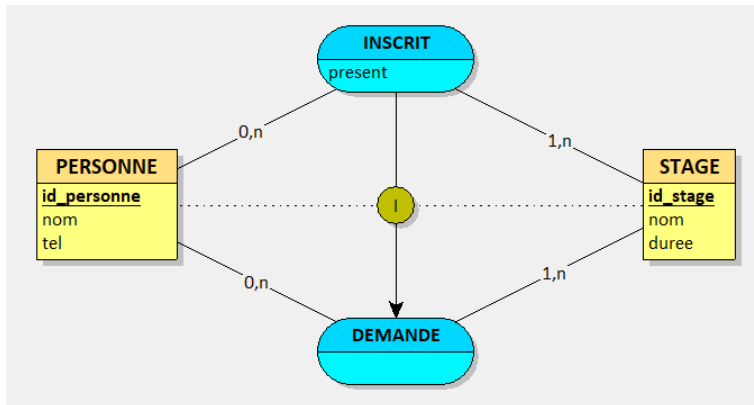 INSCRIT
present
0,n
1,n
PERSONNE
id_personne
nom
tel
I
STAGE
id_stage
nom
duree
0,n
1,n
DEMANDE